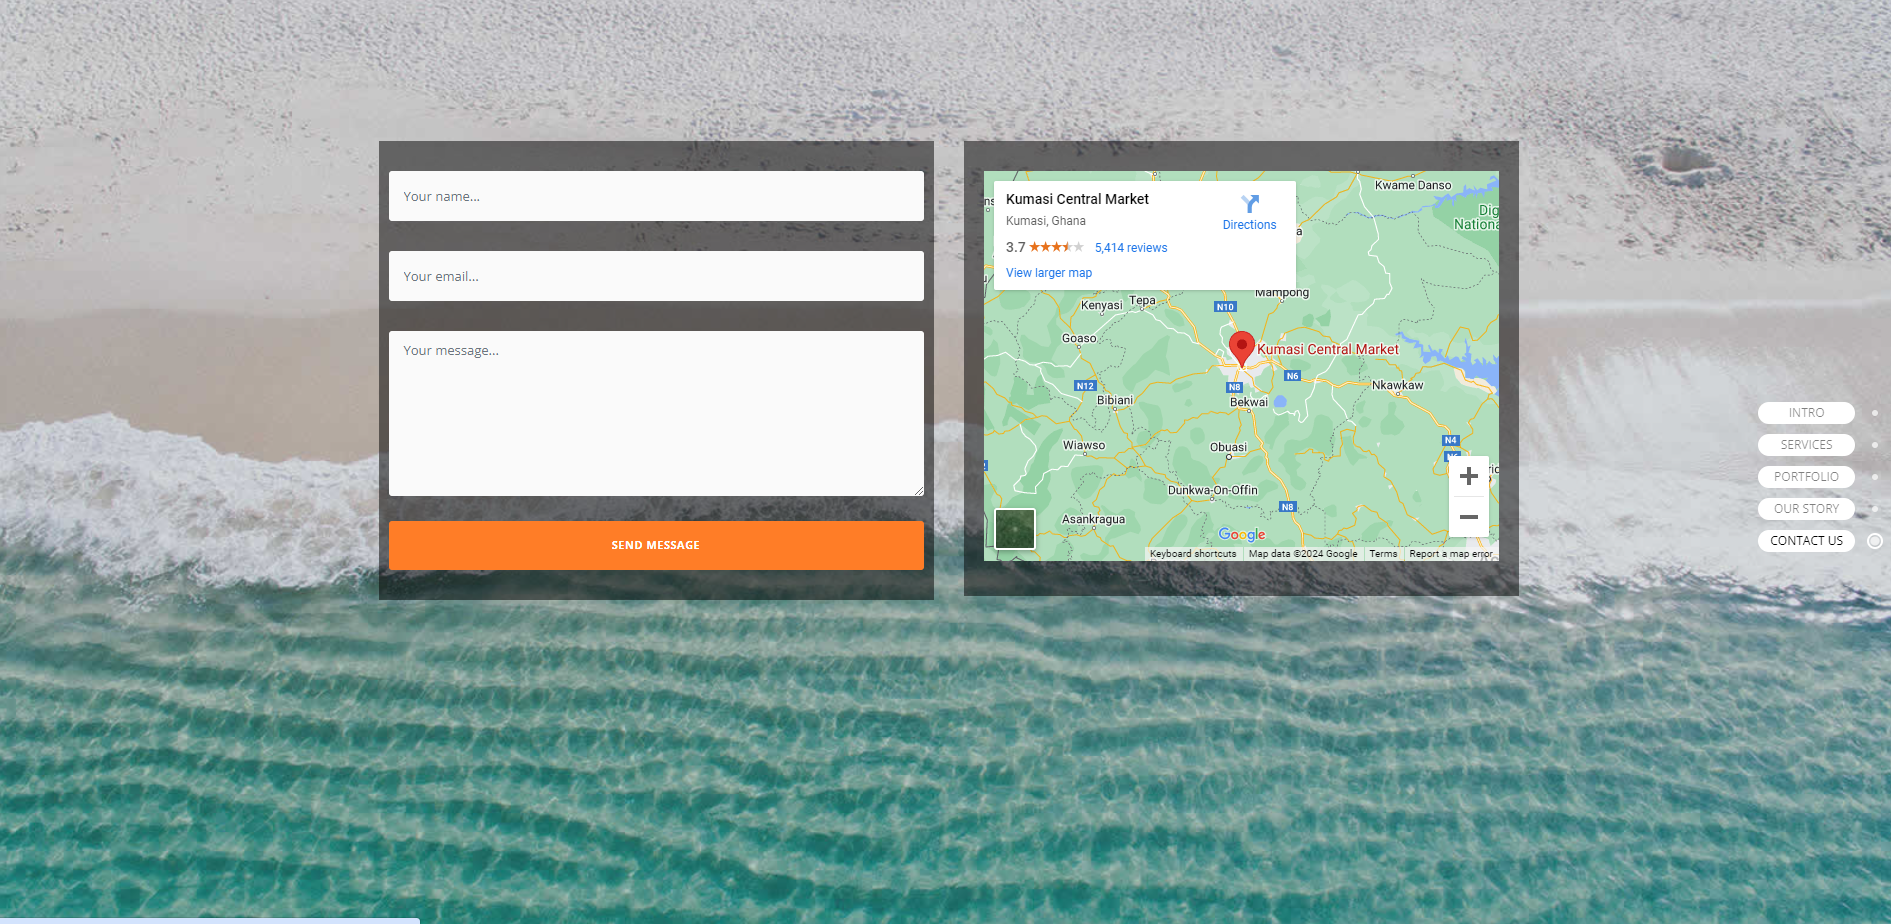 Your name...
Your email...
Your message...
SEND MESSAGE
Kumasi Central Market
Kumasi, Ghana
3.7
5,414 reviews
View larger map
Directions
Kwame Danso
Dig
Nationa
ns
a
Mampong
Kenyasi
Tepa
N10
Goaso
Kumasi Central Market
N12
N8
N6
Nkawkaw
Bibiani
Bekwai
Wiawso
Obuasi
N4
N6
Dunkwa-On-Offin
N8
Asankragua
Google
Keyboard shortcuts
Map data ©2024 Google
Terms
Report a map error
INTRO
SERVICES
PORTFOLIO
OUR STORY
CONTACT US